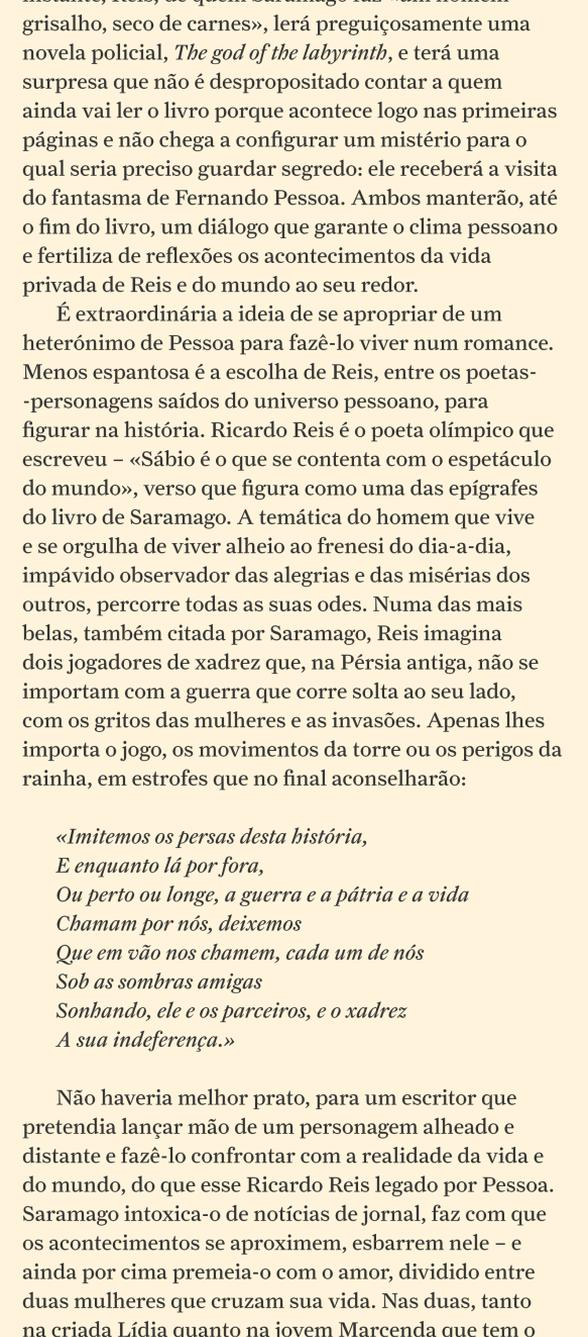 grisalho, seco de carnes», lerá preguiçosamente uma
novela policial, The god of the labyrinth, e terá uma
surpresa que não é despropositado contar a quem
ainda vai ler o livro porque acontece logo nas primeiras
páginas e não chega a configurar um mistério para o
qual seria preciso guardar segredo: ele receberá a visita
do fantasma de Fernando Pessoa. Ambos manterão, até
o fim do livro, um diálogo que garante o clima pessoano
e fertiliza de reflexões os acontecimentos da vida
privada de Reis e do mundo ao seu redor.
É extraordinária a ideia de se apropriar de um
heterónimo de Pessoa para fazê-lo viver num romance.
Menos espantosa é a escolha de Reis, entre os poetas-
-personagens saídos do universo pessoano, para
figurar na história. Ricardo Reis é o poeta olímpico que
escreveu – «Sábio é o que se contenta com o espetáculo
do mundo», verso que figura como uma das epígrafes
do livro de Saramago. A temática do homem que vive
e se orgulha de viver alheio ao frenesi do dia-a-dia,
impávido observador das alegrias e das misérias dos
outros, percorre todas as suas odes. Numa das mais
belas, também citada por Saramago, Reis imagina
dois jogadores de xadrez que, na Pérsia antiga, não se
importam com a guerra que corre solta ao seu lado,
com os gritos das mulheres e as invasões. Apenas lhes
importa o jogo, os movimentos da torre ou os perigos da
rainha, em estrofes que no final aconselharão:
«Imitemos os persas desta história,
E enquanto lá por fora,
Ou perto ou longe, a guerra e a pátria e a vida
Chamam por nós, deixemos
Que em vão nos chamem, cada um de nós
Sob as sombras amigas
Sonhando, ele e os parceiros, e o xadrez
A sua indeferença.»
Não haveria melhor prato, para um escritor que
pretendia lançar mão de um personagem alheado e
distante e fazê-lo confrontar com a realidade da vida e
do mundo, do que esse Ricardo Reis legado por Pessoa.
Saramago intoxica-o de notícias de jornal, faz com que
os acontecimentos se aproximem, esbarrem nele – e
ainda por cima premeia-o com o amor, dividido entre
duas mulheres que cruzam sua vida. Nas duas, tanto
na criada Lídia quanto na jovem Marcenda que tem o